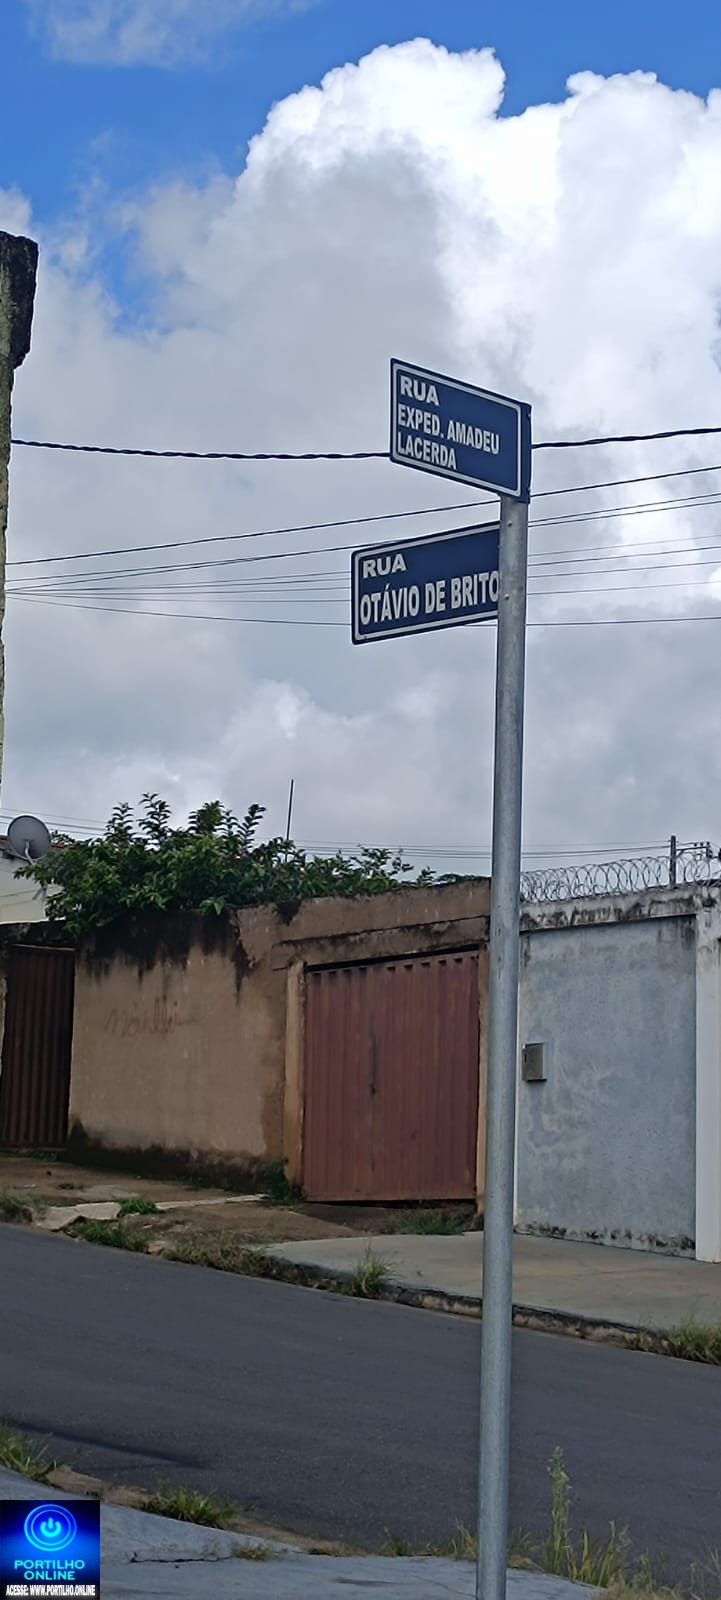 RUA
EXPED. AMADEU
LACERDA
RUA
OTÁVIO DE BRITO
PORTILHO
ONLINE
ACESSE: WWW.PORTILHO.ONLINE